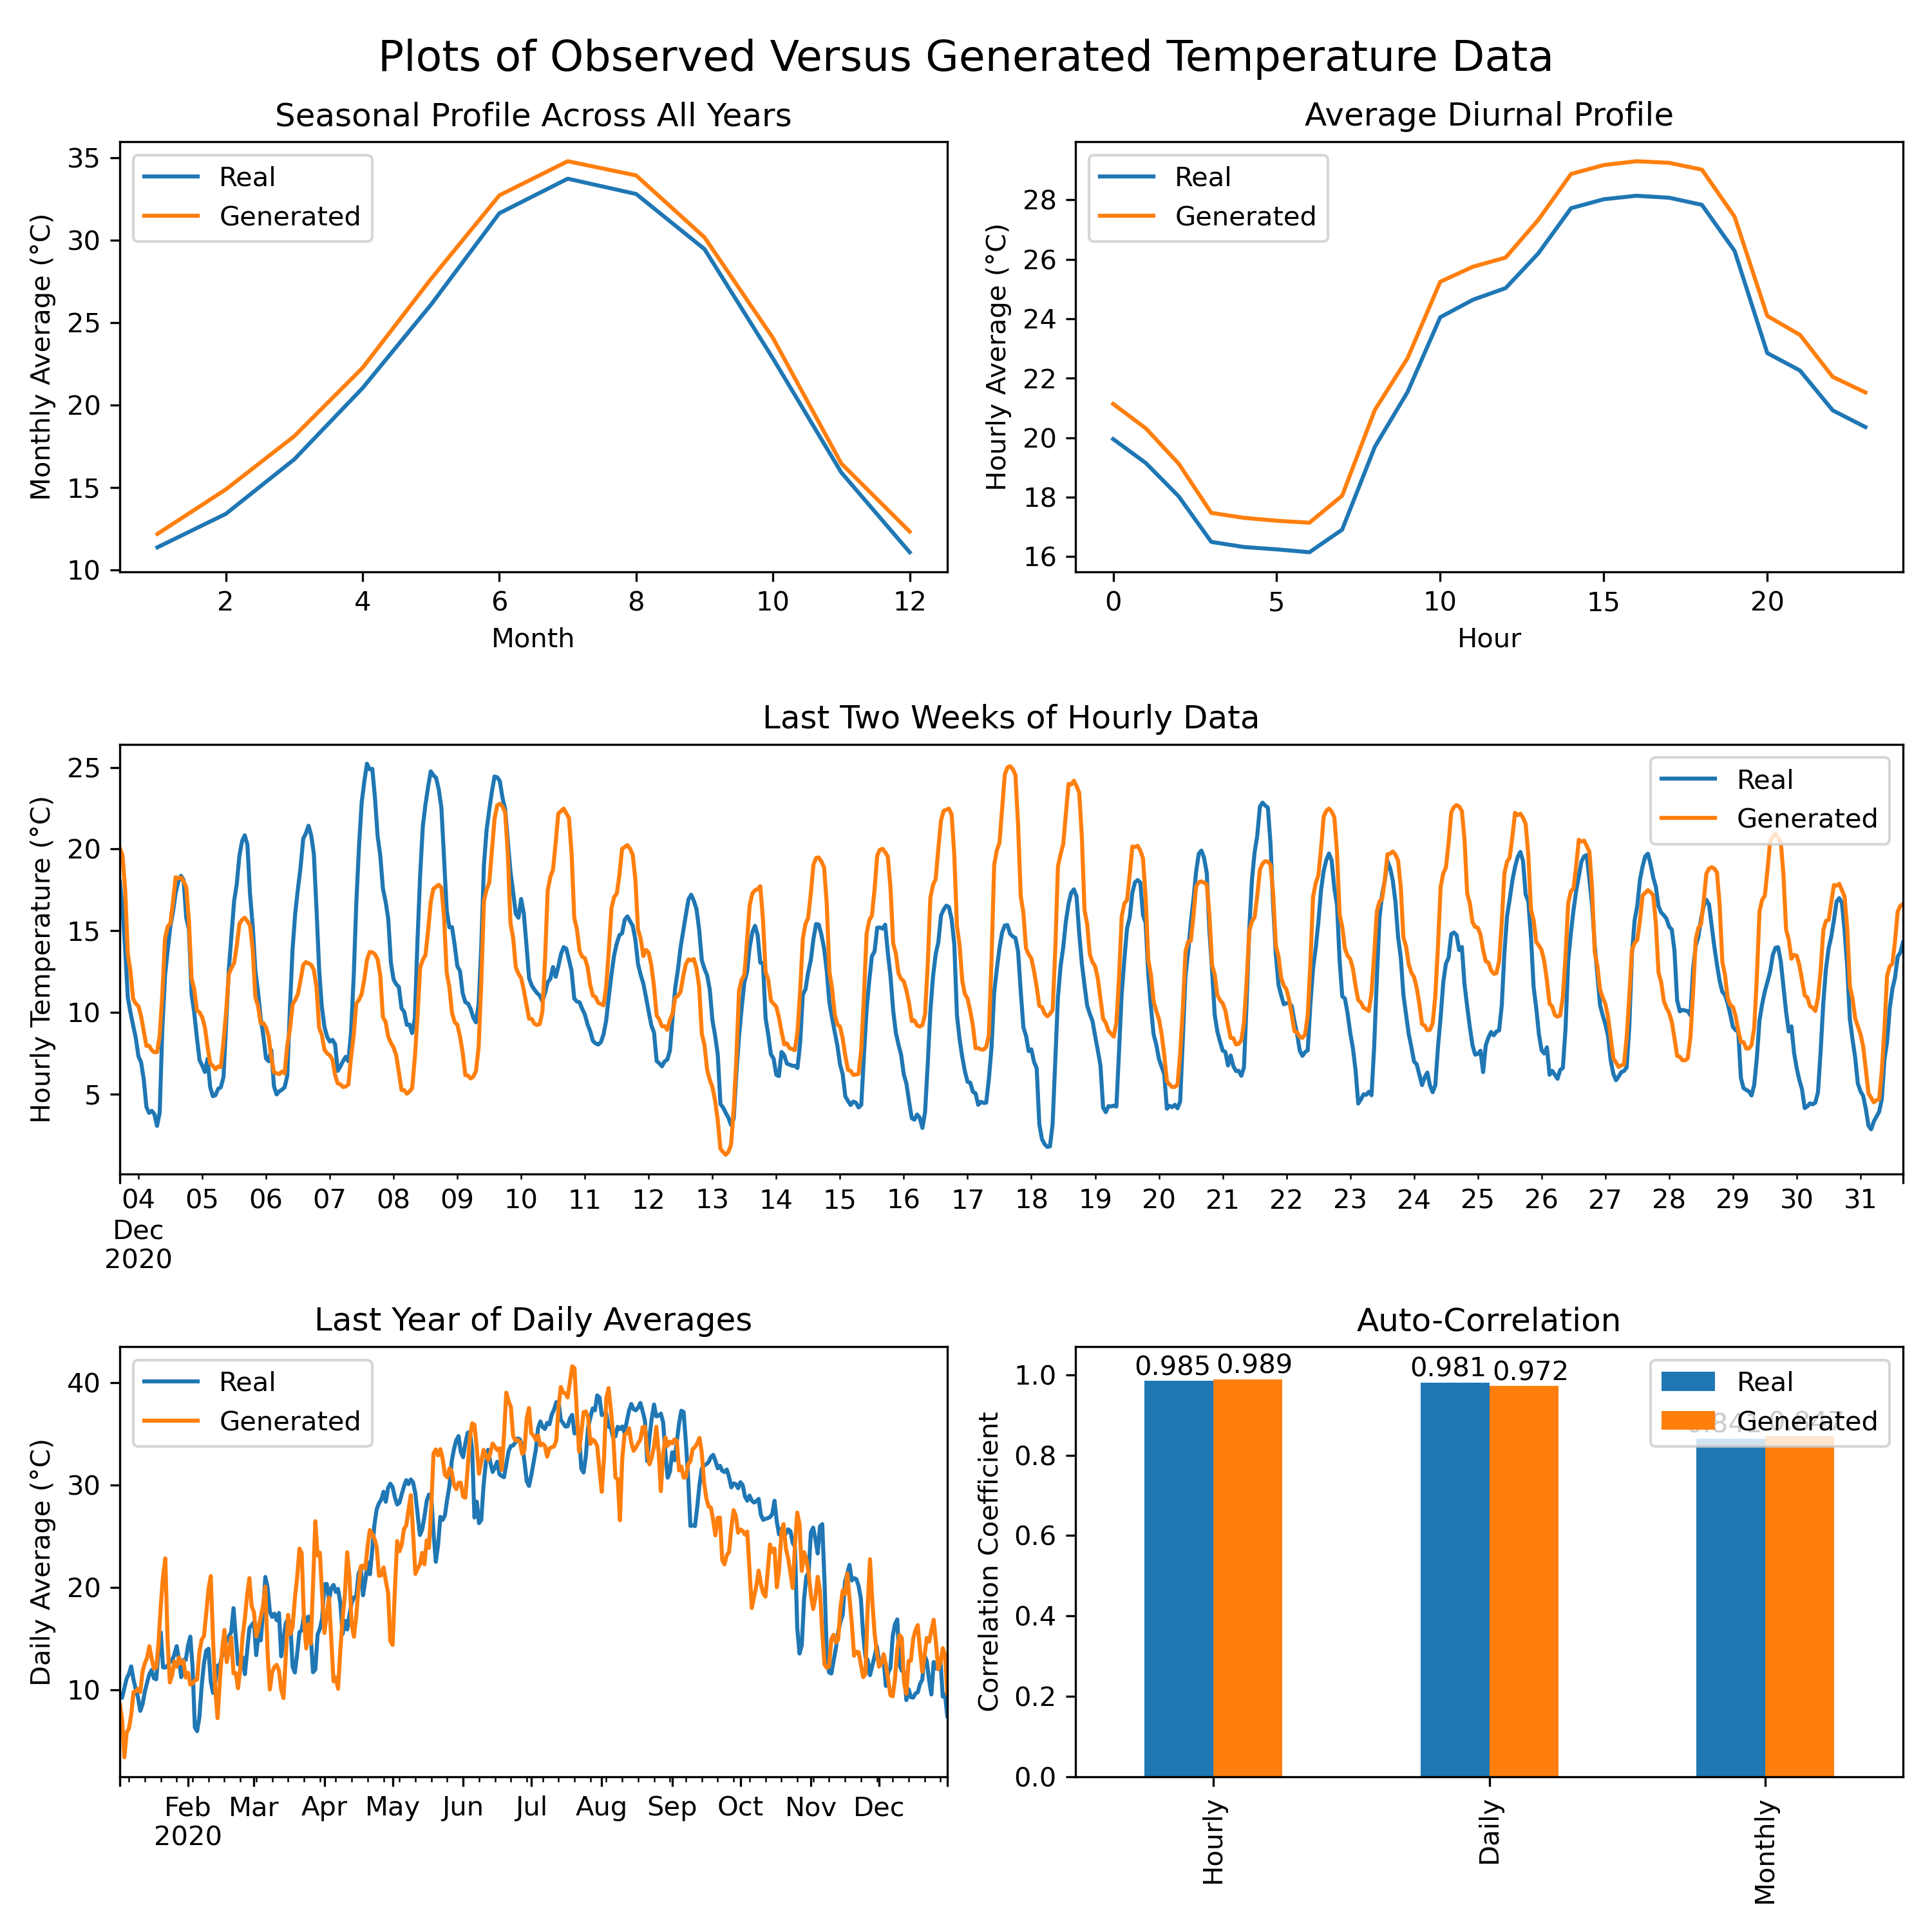 Plots of Observed Versus Generated Temperature Data
Seasonal Profile Across All Years
Monthly Average (°C)
35
30
25
20
15
10
Real
Generated
2 4 6 8 10 12
Month
Average Diurnal Profile
Hourly Average (°C)
28
26
24
22
20
18
16
Real
Generated
0 5 10 15 20
Hour
Last Two Weeks of Hourly Data
Hourly Temperature (°C)
25
20
15
10
5
Real
Generated
04 05 06 07 08 09 10 11 12 13 14 15 16 17 18 19 20 21 22 23 24 25 26 27 28 29 30 31
Dec
2020
Last Year of Daily Averages
Daily Average (°C)
40
30
20
10
Real
Generated
Feb Mar Apr May Jun Jul Aug Sep Oct Nov Dec
2020
Auto-Correlation
Correlation Coefficient
1.0
0.8
0.6
0.4
0.2
0.0
0.985 0.989 0.981 0.972
Real
Generated
Hourly Daily Monthly